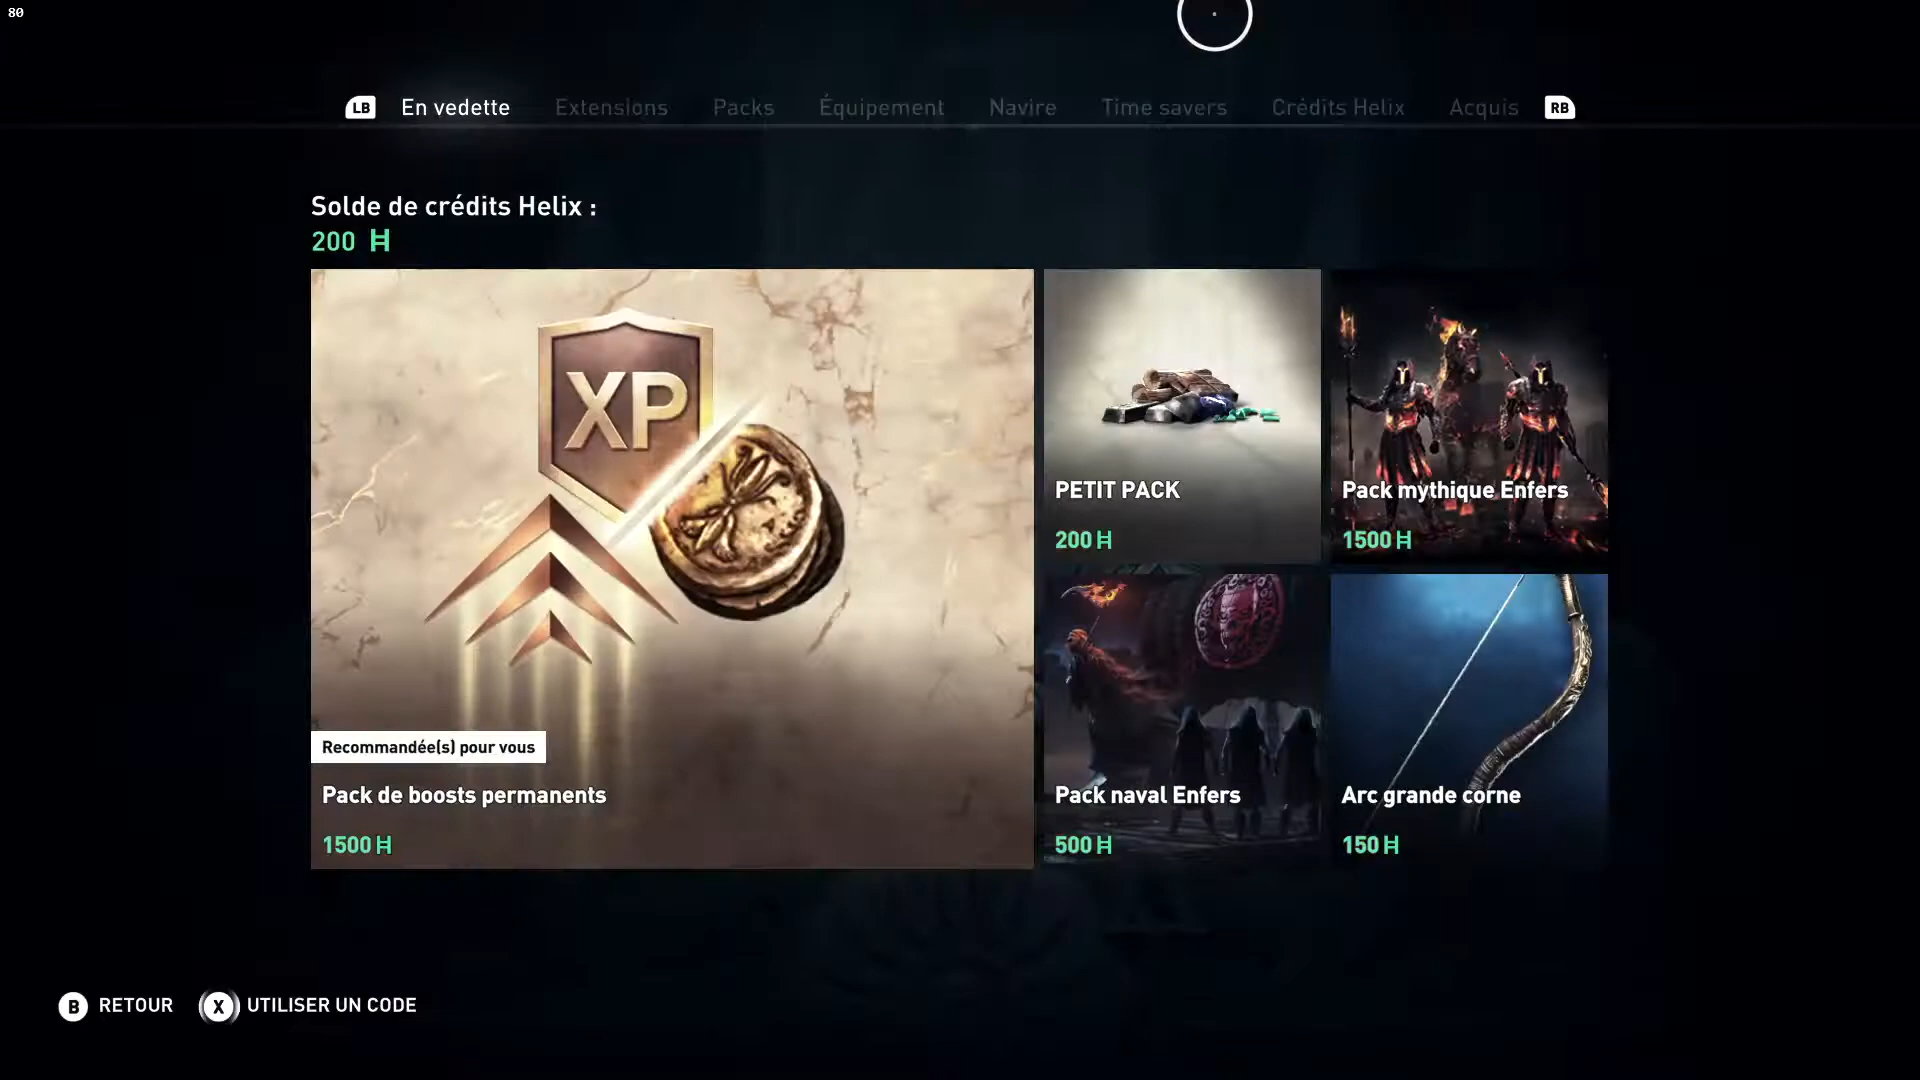 80
LB En vedette Extensions Packs Équipement Navire Time savers Crédits Helix Acquis RB
Solde de crédits Helix :
200
XP
Recommandée(s) pour vous
Pack de boosts permanents
1500
PETIT PACK
200
Pack mythique Enfers
1500
Pack naval Enfers
500
Arc grande corne
150
B RETOUR X UTILISER UN CODE